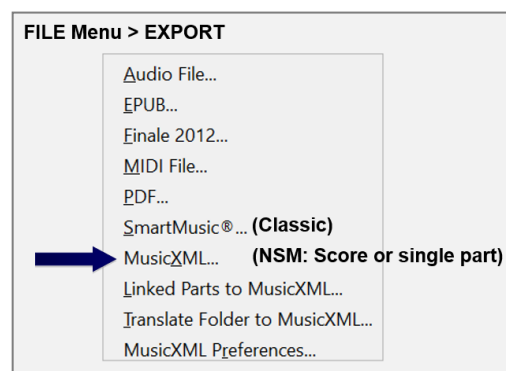 FILE Menu > EXPORT
Audio File...
EPUB...
Finale 2012...
MIDI File...
PDF...
SmartMusic®... (Classic)
MusicXML... (NSM: Score or single part)
Linked Parts to MusicXML...
Translate Folder to MusicXML...
MusicXML Preferences...